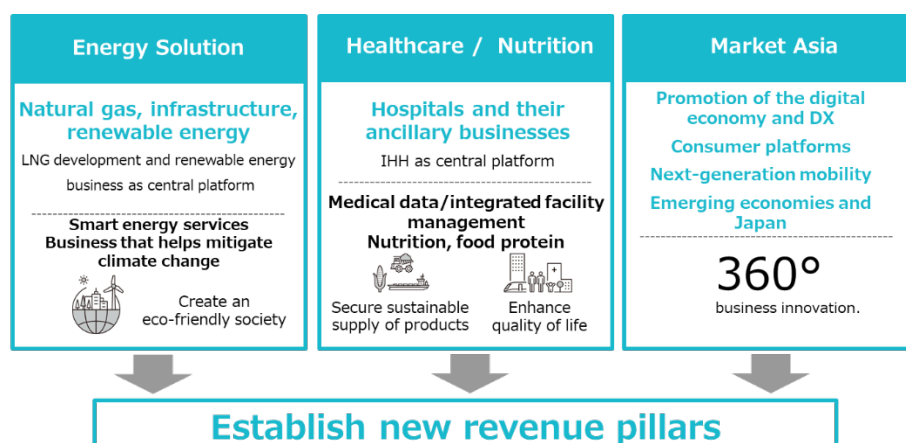 Energy Solution
Natural gas, infrastructure,
renewable energy
LNG development and renewable energy
business as central platform
Smart energy services
Business that helps mitigate
climate change
Create an
eco-friendly society
Healthcare / Nutrition
Hospitals and their
ancillary businesses
IHH as central platform
Medical data/integrated facility
management
Nutrition, food protein
Secure sustainable
supply of products
Enhance
quality of life
Market Asia
Promotion of the digital
economy and DX
Consumer platforms
Next-generation mobility
Emerging economies and
Japan
360°
business innovation.
Establish new revenue pillars